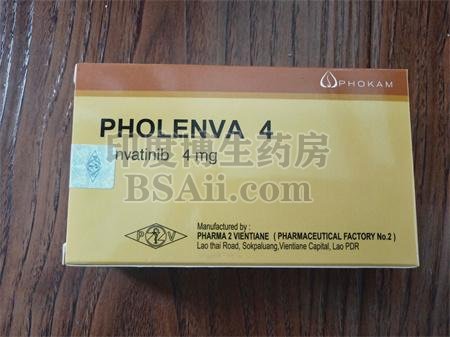 PHOKAM
PHOLENVA 4
nvatinib 4 mg
印度博生药房
BSAii.com
Manufactured by :
P 2 V
PHARMA 2 VIENTIANE ( PHARMACEUTICAL FACTORY No.2 )
Lao thai Road, Sokpaluang,Vientiane Capital, Lao PDR